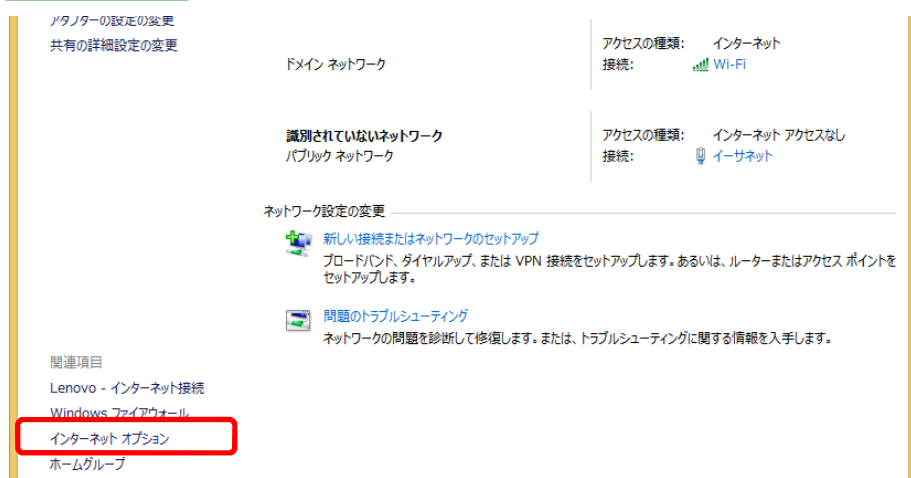 アダプターの設定の変更
共有の詳細設定の変更
ドメイン ネットワーク
アクセスの種類: インターネット
接続: Wi-Fi
識別されていないネットワーク
パブリック ネットワーク
アクセスの種類: インターネット アクセスなし
接続: イーサネット
ネットワーク設定の変更
新しい接続またはネットワークのセットアップ
ブロードバンド、ダイヤルアップ、または VPN 接続をセットアップします。あるいは、ルーターまたはアクセス ポイントを
セットアップします。
問題のトラブルシューティング
ネットワークの問題を診断して修復します。または、トラブルシューティングに関する情報を入手します。
関連項目
Lenovo - インターネット接続
Windows ファイアウォール
インターネット オプション
ホームグループ